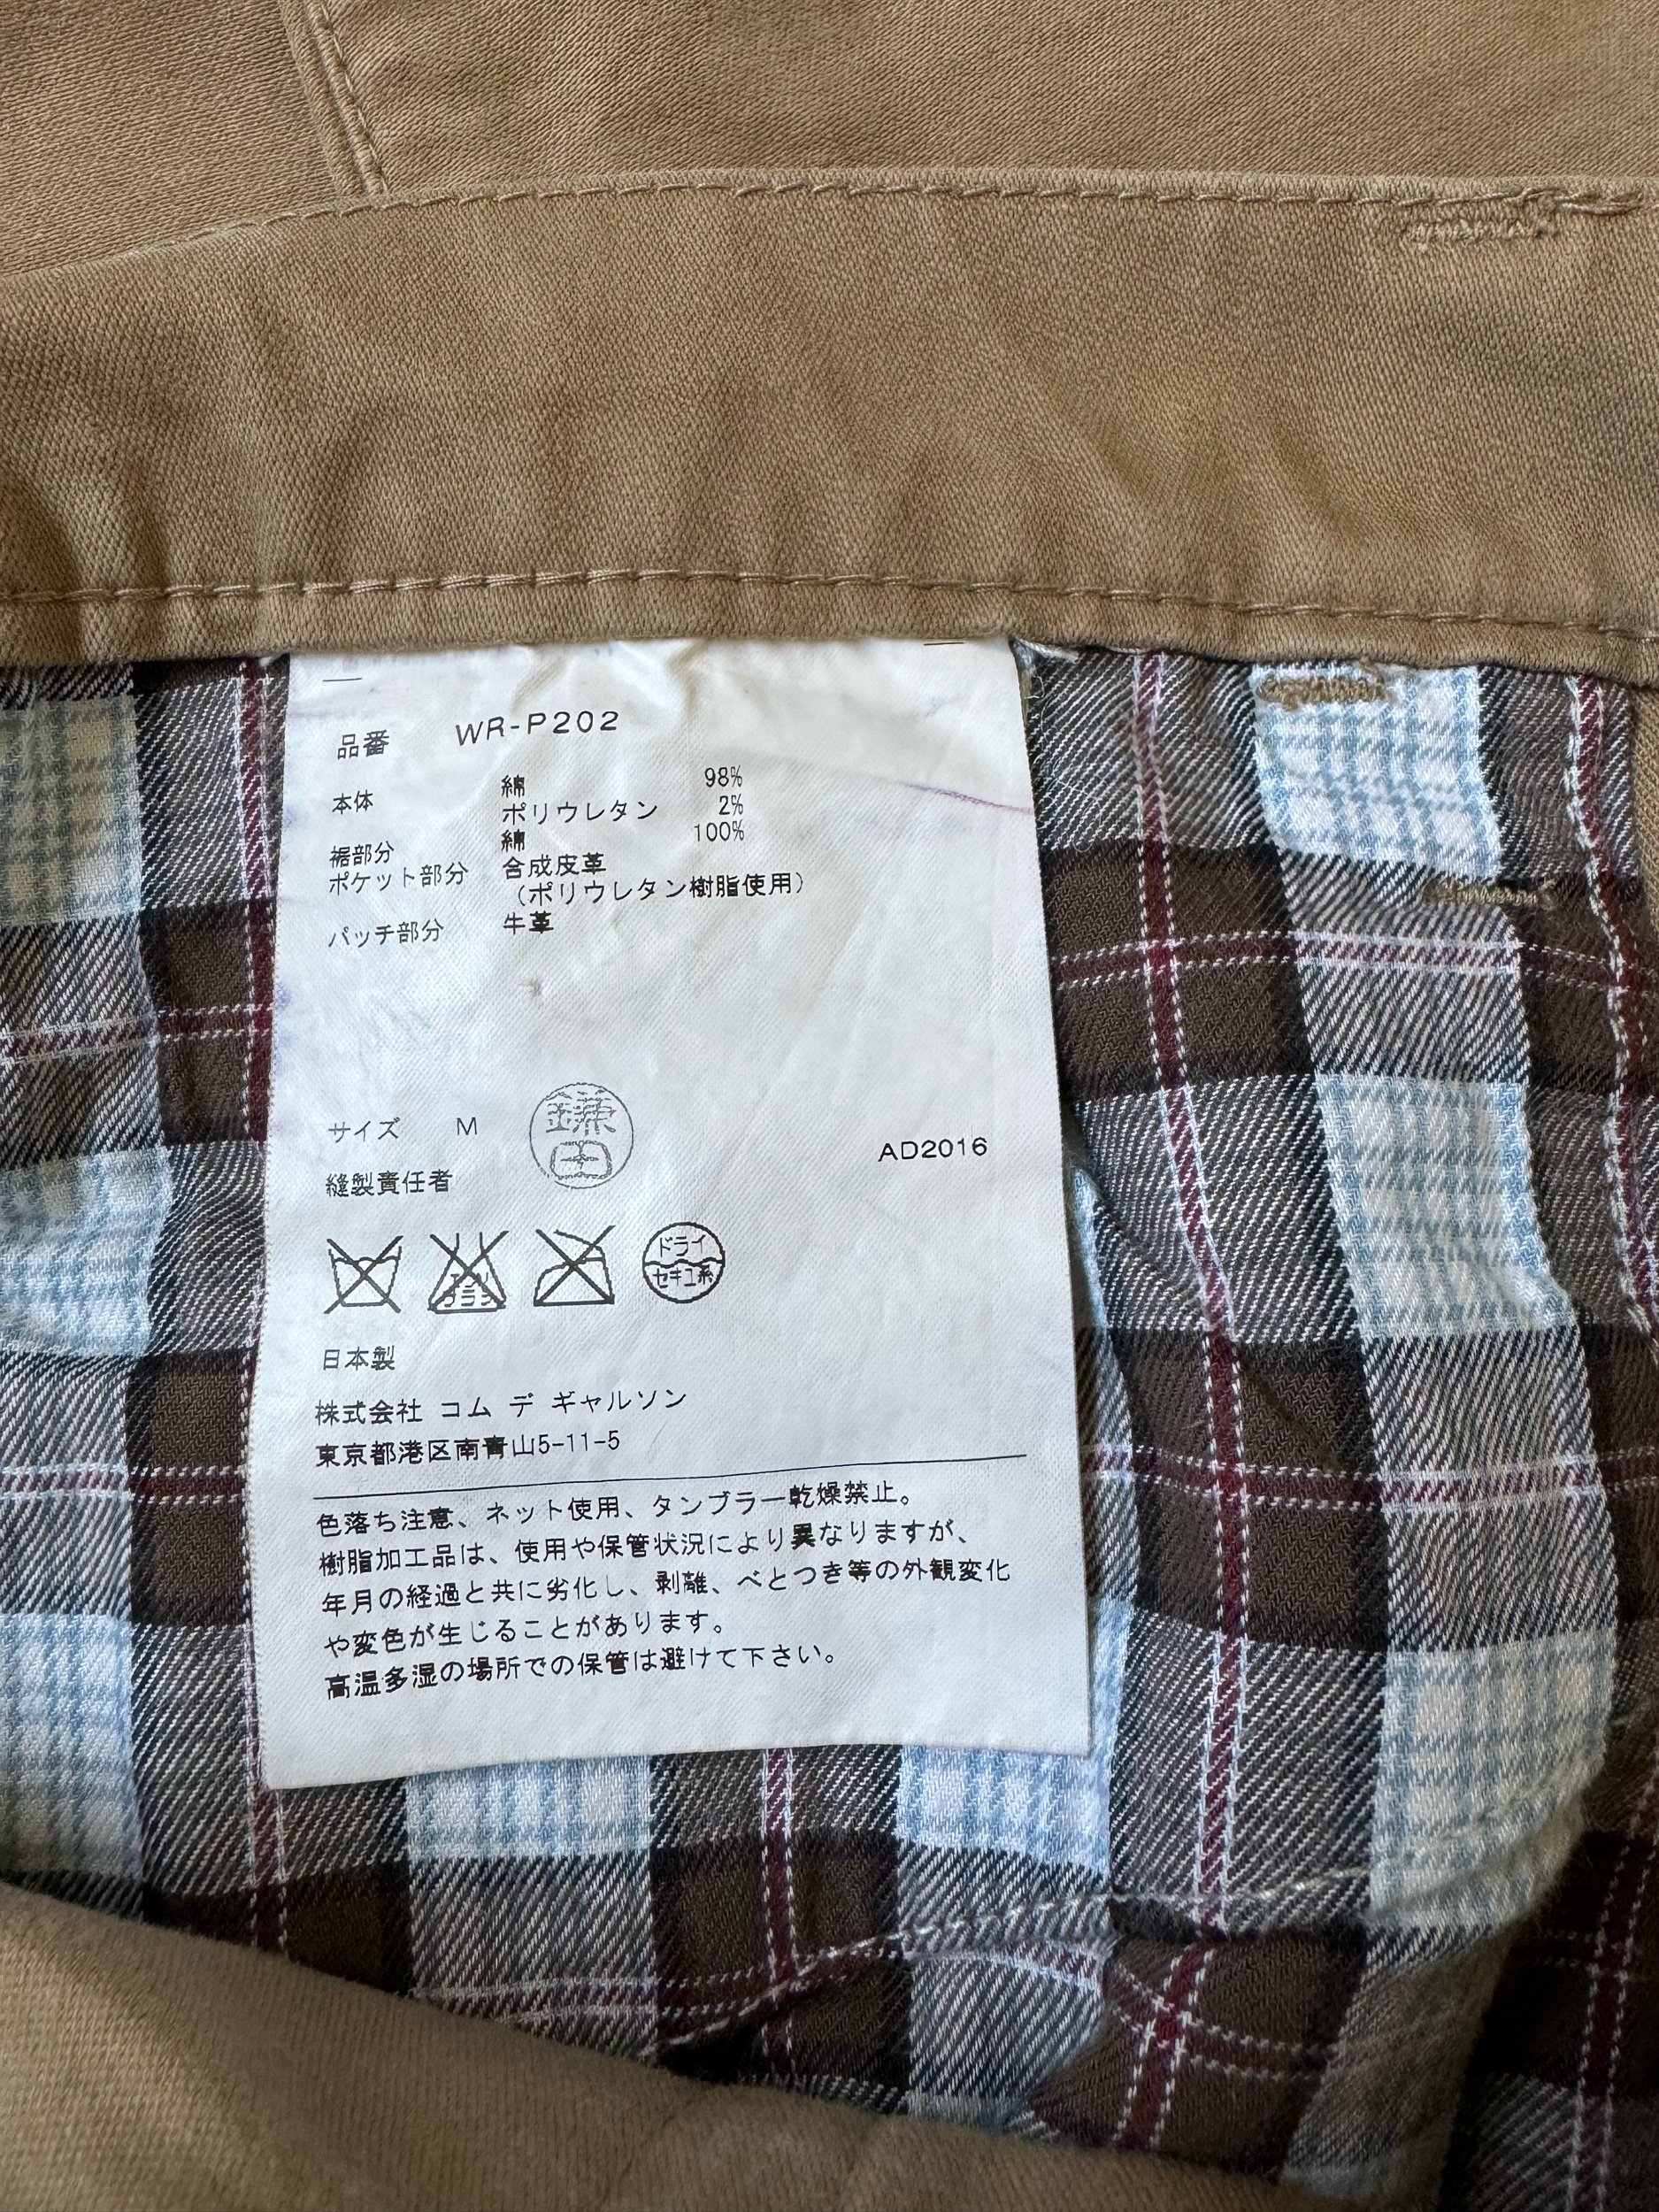 品番 WR-P202
本体 綿 98%
ポリウレタン 2%
裾部分 綿 100%
ポケット部分 合成皮革
(ポリウレタン樹脂使用)
パッチ部分 牛革
サイズ M
鎌田
AD2016
縫製責任者
エンソ
サラシ
ドライ
セキユ系
日本製
株式会社 コム デ ギャルソン
東京都港区南青山5-11-5
色落ち注意、ネット使用、タンブラー乾燥禁止。
樹脂加工品は、使用や保管状況により異なりますが、
年月の経過と共に劣化し、剥離、べとつき等の外観変化
や変色が生じることがあります。
高温多湿の場所での保管は避けて下さい。